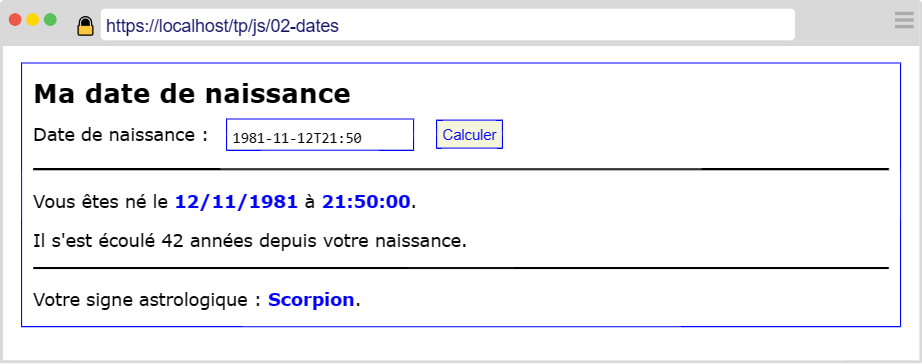 https://localhost/tp/js/02-dates
Ma date de naissance
Date de naissance : 1981-11-12T21:50 Calculer
Vous êtes né le 12/11/1981 à 21:50:00.
Il s'est écoulé 42 années depuis votre naissance.
Votre signe astrologique : Scorpion.